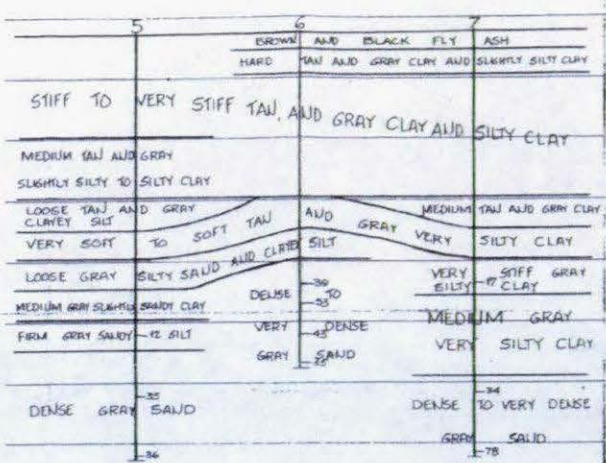 5 6 7
BROWN AND BLACK FLY ASH
HARD TAN AND GRAY CLAY AND SLIGHTLY SILTY CLAY
STIFF TO VERY STIFF TAN AND GRAY CLAY AND SILTY CLAY
MEDIUM TAN AND GRAY
SLIGHTLY SILTY TO SILTY CLAY
LOOSE TAN AND GRAY
CLAYEY SILT
MEDIUM TAN AND GRAY CLAY
VERY SOFT TO SOFT TAN AND GRAY VERY SILTY CLAY
LOOSE GRAY SILTY SAND AND CLAYEY SILT
VERY STIFF GRAY
SILTY 17 CLAY
MEDIUM GRAY SLIGHTLY SANDY CLAY
FIRM GRAY SANDY 12 SILT
DENSE TO
53
VERY DENSE
GRAY SAND
MEDIUM GRAY
VERY SILTY CLAY
35
DENSE GRAY SAND
36
34
DENSE TO VERY DENSE
GRAY SAND
78